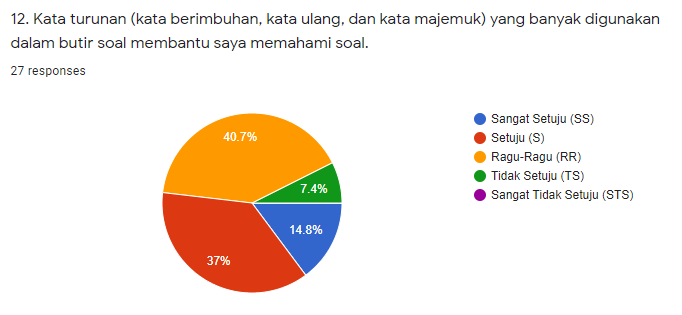 12. Kata turunan (kata berimbuhan, kata ulang, dan kata majemuk) yang banyak digunakan
dalam butir soal membantu saya memahami soal.
27 responses
40.7%
7.4%
14.8%
37%
Sangat Setuju (SS)
Setuju (S)
Ragu-Ragu (RR)
Tidak Setuju (TS)
Sangat Tidak Setuju (STS)